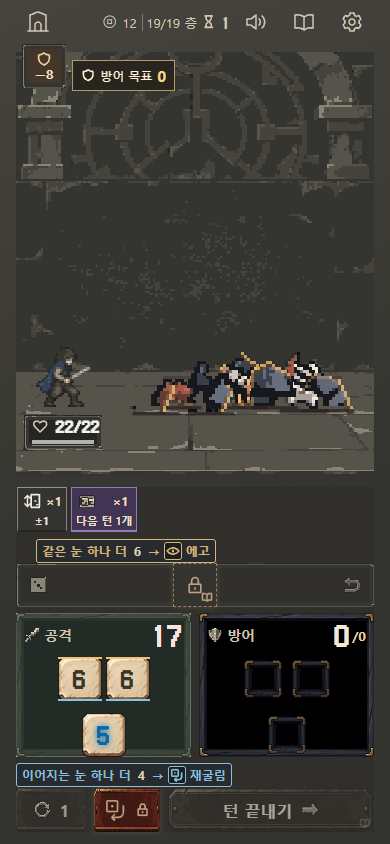 12 | 19/19 층 1
−8
방어 목표 0
22/22
×1
±1
×1
다음 턴 1개
같은 눈 하나 더 6 → 예고
공격 17
방어 0/0
6 6
5
이어지는 눈 하나 더 4 → 재굴림
1
턴 끝내기 ➡